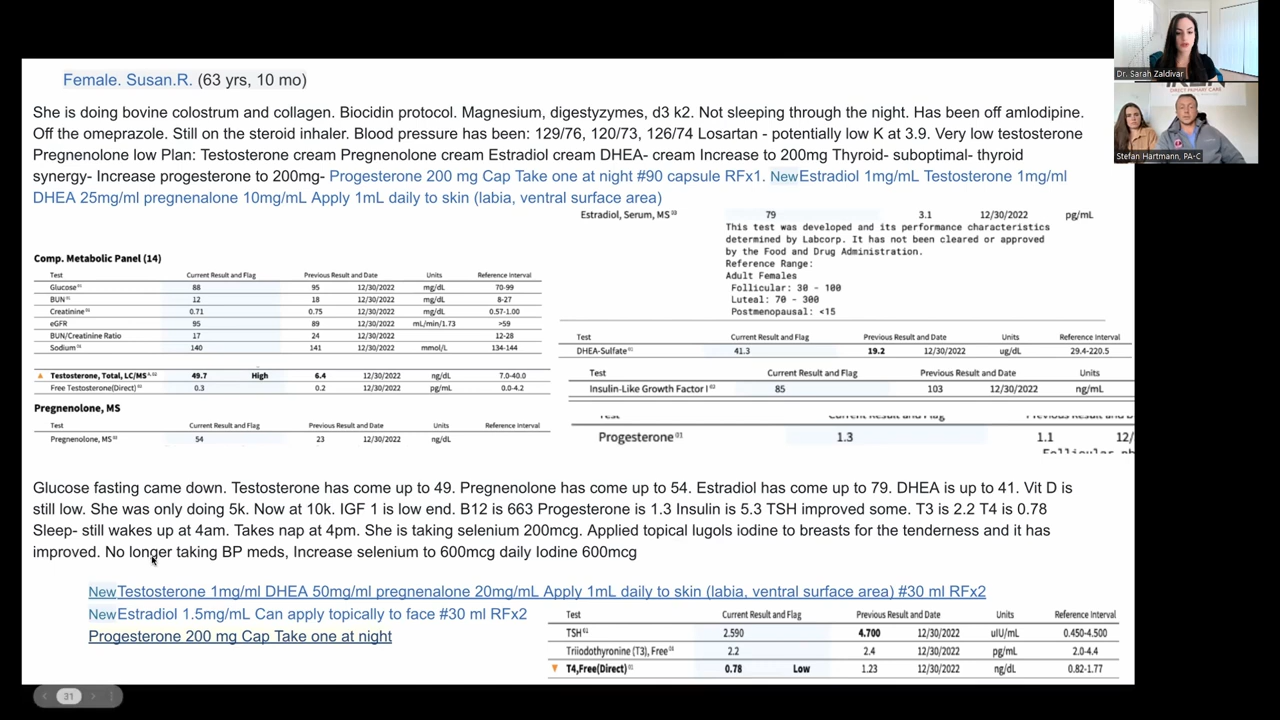 Female. Susan.R. (63 yrs, 10 mo)
She is doing bovine colostrum and collagen. Biocidin protocol. Magnesium, digestyzymes, d3 k2. Not sleeping through the night. Has been off amlodipine.
Off the omeprazole. Still on the steroid inhaler. Blood pressure has been: 129/76, 120/73, 126/74 Losartan - potentially low K at 3.9. Very low testosterone
Pregnenolone low Plan: Testosterone cream Pregnenolone cream Estradiol cream DHEA- cream Increase to 200mg Thyroid- suboptimal- thyroid
synergy- Increase progesterone to 200mg- Progesterone 200 mg Cap Take one at night #90 capsule RFx1. NewEstradiol 1mg/mL Testosterone 1mg/ml
DHEA 25mg/ml pregnenalone 10mg/mL Apply 1mL daily to skin (labia, ventral surface area)
Estradiol, Serum, MS 79 3.1 12/30/2022 pg/mL
This test was developed and its performance characteristics
determined by Labcorp. It has not been cleared or approved
by the Food and Drug Administration.
Reference Range:
Adult Females
Follicular: 30 - 100
Luteal: 70 - 300
Postmenopausal: <15
Comp. Metabolic Panel (14)
Test Current Result and Flag Previous Result and Date Units Reference Interval
Glucose 01 88 95 12/30/2022 mg/dL 70-99
BUN 01 12 18 12/30/2022 mg/dL 8-27
Creatinine 01 0.71 0.75 12/30/2022 mg/dL 0.57-1.00
eGFR 95 89 12/30/2022 mL/min/1.73 >59
BUN/Creatinine Ratio 17 24 12/30/2022 12-28
Sodium 01 140 141 12/30/2022 mmol/L 134-144
Testosterone, Total, LC/MS 49.7 High 6.4 12/30/2022 ng/dL 7.0-40.0
Free Testosterone(Direct) 0.3 0.2 12/30/2022 pg/mL 0.0-4.2
Pregnenolone, MS
Test Current Result and Flag Previous Result and Date Units
Pregnenolone, MS 54 23 12/30/2022 ng/dL
Test Current Result and Flag Previous Result and Date Units Reference Interval
DHEA-Sulfate 01 41.3 19.2 12/30/2022 ug/dL 29.4-220.5
Test Current Result and Flag Previous Result and Date Units
Insulin-Like Growth Factor I 85 103 12/30/2022 ng/mL
Progesterone 01 1.3 1.1 12/
Glucose fasting came down. Testosterone has come up to 49. Pregnenolone has come up to 54. Estradiol has come up to 79. DHEA is up to 41. Vit D is
still low. She was only doing 5k. Now at 10k. IGF 1 is low end. B12 is 663 Progesterone is 1.3 Insulin is 5.3 TSH improved some. T3 is 2.2 T4 is 0.78
Sleep- still wakes up at 4am. Takes nap at 4pm. She is taking selenium 200mcg. Applied topical lugols iodine to breasts for the tenderness and it has
improved. No longer taking BP meds, Increase selenium to 600mcg daily Iodine 600mcg
NewTestosterone 1mg/ml DHEA 50mg/ml pregnenalone 20mg/mL Apply 1mL daily to skin (labia, ventral surface area) #30 ml RFx2
NewEstradiol 1.5mg/mL Can apply topically to face #30 ml RFx2
Progesterone 200 mg Cap Take one at night
Test Current Result and Flag Previous Result and Date Units Reference Interval
TSH 01 2.590 4.700 12/30/2022 uIU/mL 0.450-4.500
Triiodothyronine (T3), Free 01 2.2 2.4 12/30/2022 pg/mL 2.0-4.4
T4,Free(Direct) 01 0.78 Low 1.23 12/30/2022 ng/dL 0.82-1.77
31
Dr. Sarah Zaldivar
DIRECT PRIMARY CARE
Stefan Hartmann, PA-C